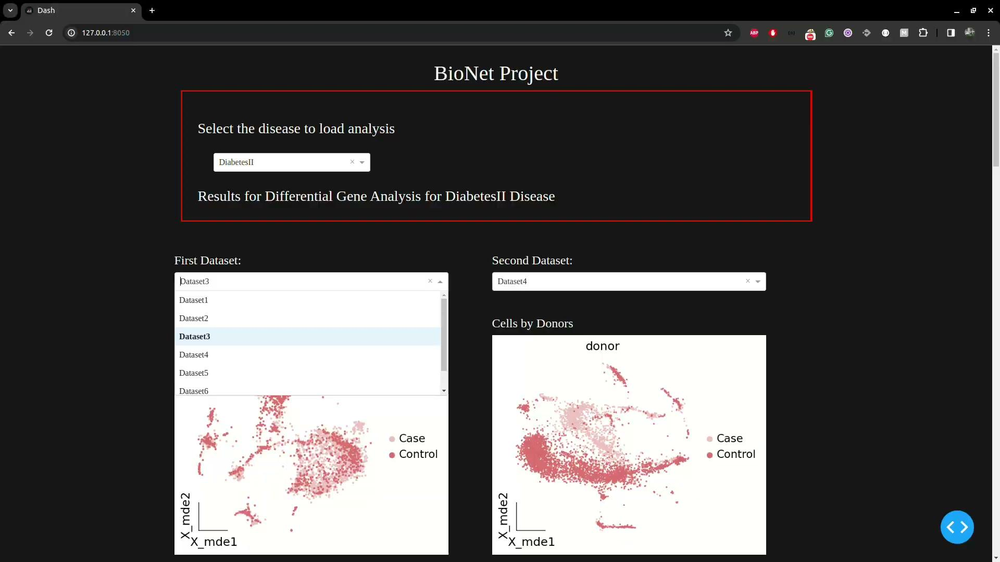 Dash
127.0.0.1:8050
ABP
M
BioNet Project
Select the disease to load analysis
DiabetesII
Results for Differential Gene Analysis for DiabetesII Disease
First Dataset:
Dataset3
Dataset1
Dataset2
Dataset3
Dataset4
Dataset5
Dataset6
Case
Control
X_mde2
X_mde1
Second Dataset:
Dataset4
Cells by Donors
donor
Case
Control
X_mde2
X_mde1